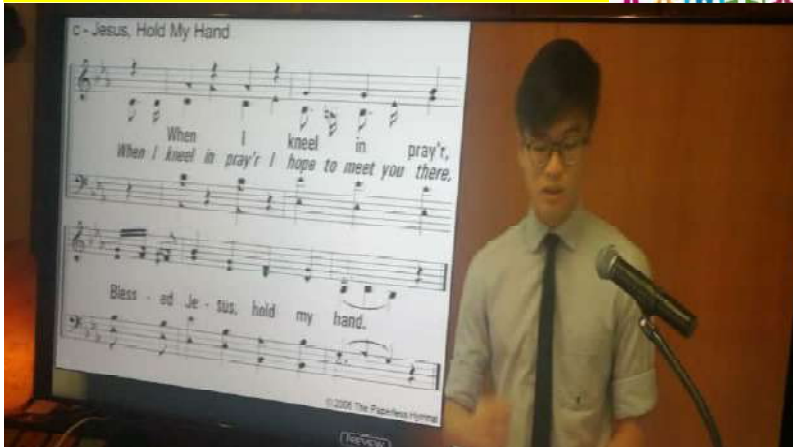 c - Jesus, Hold My Hand
When I kneel in pray'r,
When I kneel in pray'r I hope to meet you there,
Bless - ed Je - sus, hold my hand.
© 2006 The Paperless Hymnal
PREVIEW